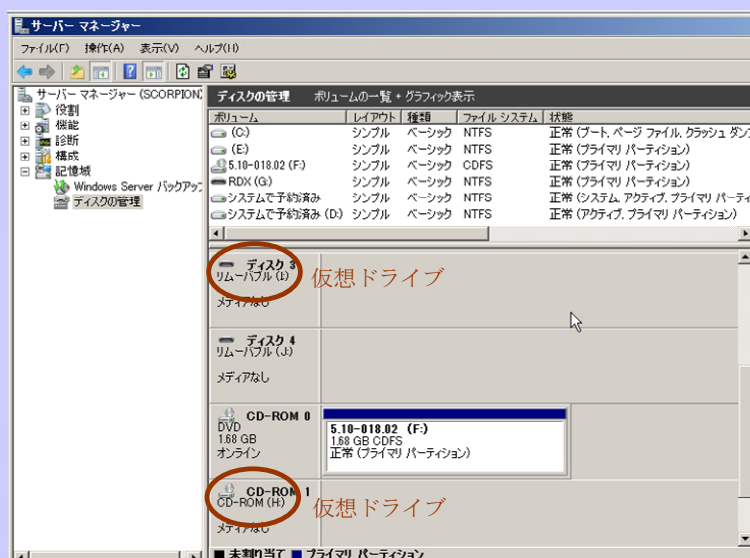 サーバー マネージャー
ファイル(F) 操作(A) 表示(V) ヘルプ(H)
サーバー マネージャー (SCORPION)
役割
機能
診断
構成
記憶域
Windows Server バックアップ
ディスクの管理
ディスクの管理 ボリュームの一覧 + グラフィック表示
ボリューム レイアウト 種類 ファイル システム 状態
(C:) シンプル ベーシック NTFS 正常 (ブート, ページ ファイル, クラッシュ ダンプ
(E:) シンプル ベーシック NTFS 正常 (プライマリ パーティション)
5.10-018.02 (F:) シンプル ベーシック CDFS 正常 (プライマリ パーティション)
RDX (G:) シンプル ベーシック NTFS 正常 (プライマリ パーティション)
システムで予約済み シンプル ベーシック NTFS 正常 (システム, アクティブ, プライマリ パーティ
システムで予約済み (D:) シンプル ベーシック NTFS 正常 (アクティブ, プライマリ パーティション)
ディスク 3
リムーバブル (I:)
メディアなし
仮想ドライブ
ディスク 4
リムーバブル (J:)
メディアなし
CD-ROM 0
DVD
1.68 GB
オンライン
5.10-018.02 (F:)
1.68 GB CDFS
正常 (プライマリ パーティション)
CD-ROM 1
CD-ROM (H:)
メディアなし
仮想ドライブ
未割り当て プライマリ パーティション